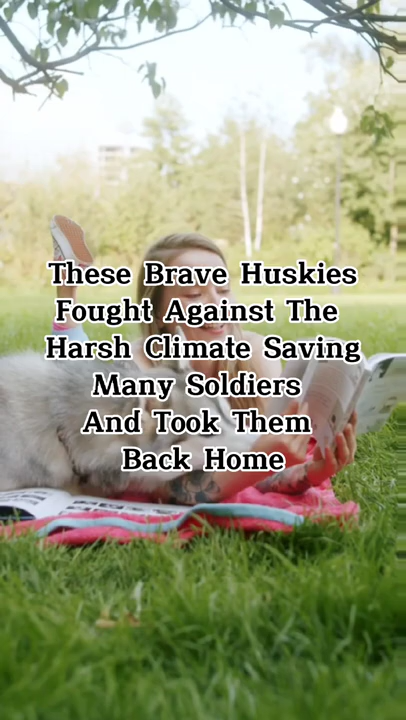 These Brave Huskies
Fought Against The
Harsh Climate Saving
Many Soldiers
And Took Them
Back Home